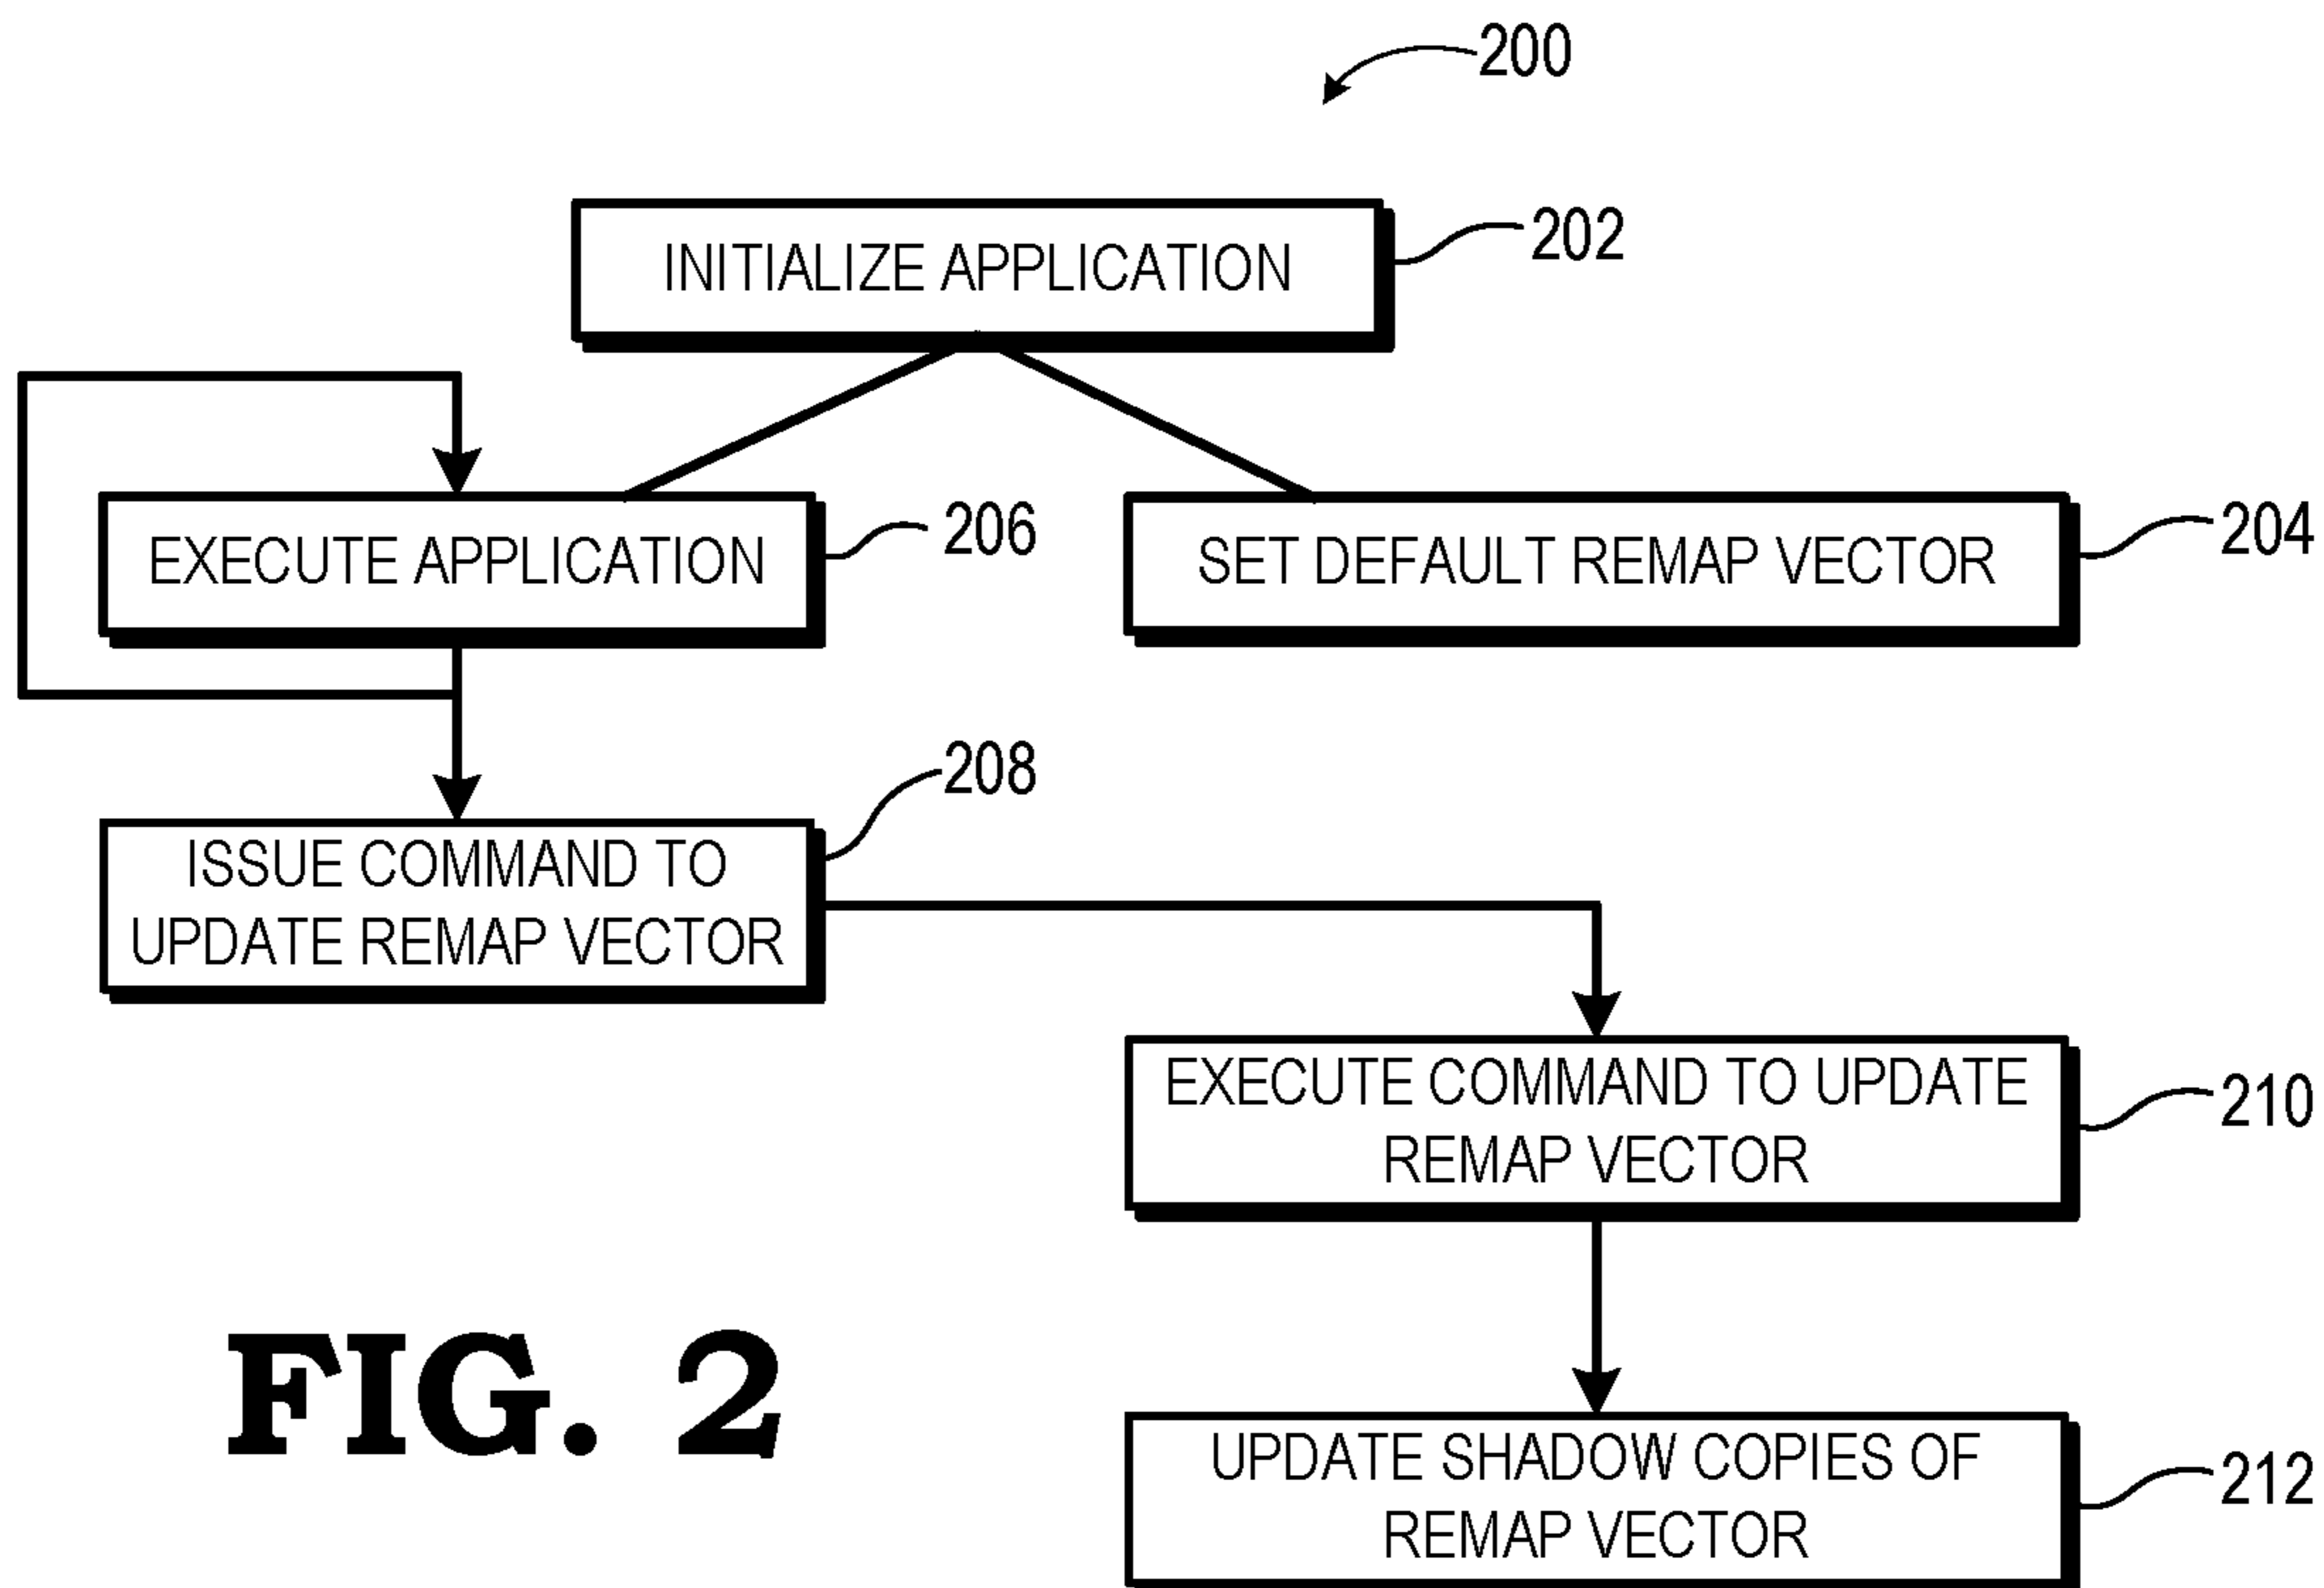 200
INITIALIZE APPLICATION
202
EXECUTE APPLICATION
206
SET DEFAULT REMAP VECTOR
204
ISSUE COMMAND TO
UPDATE REMAP VECTOR
208
EXECUTE COMMAND TO UPDATE
REMAP VECTOR
210
UPDATE SHADOW COPIES OF
REMAP VECTOR
212
FIG. 2